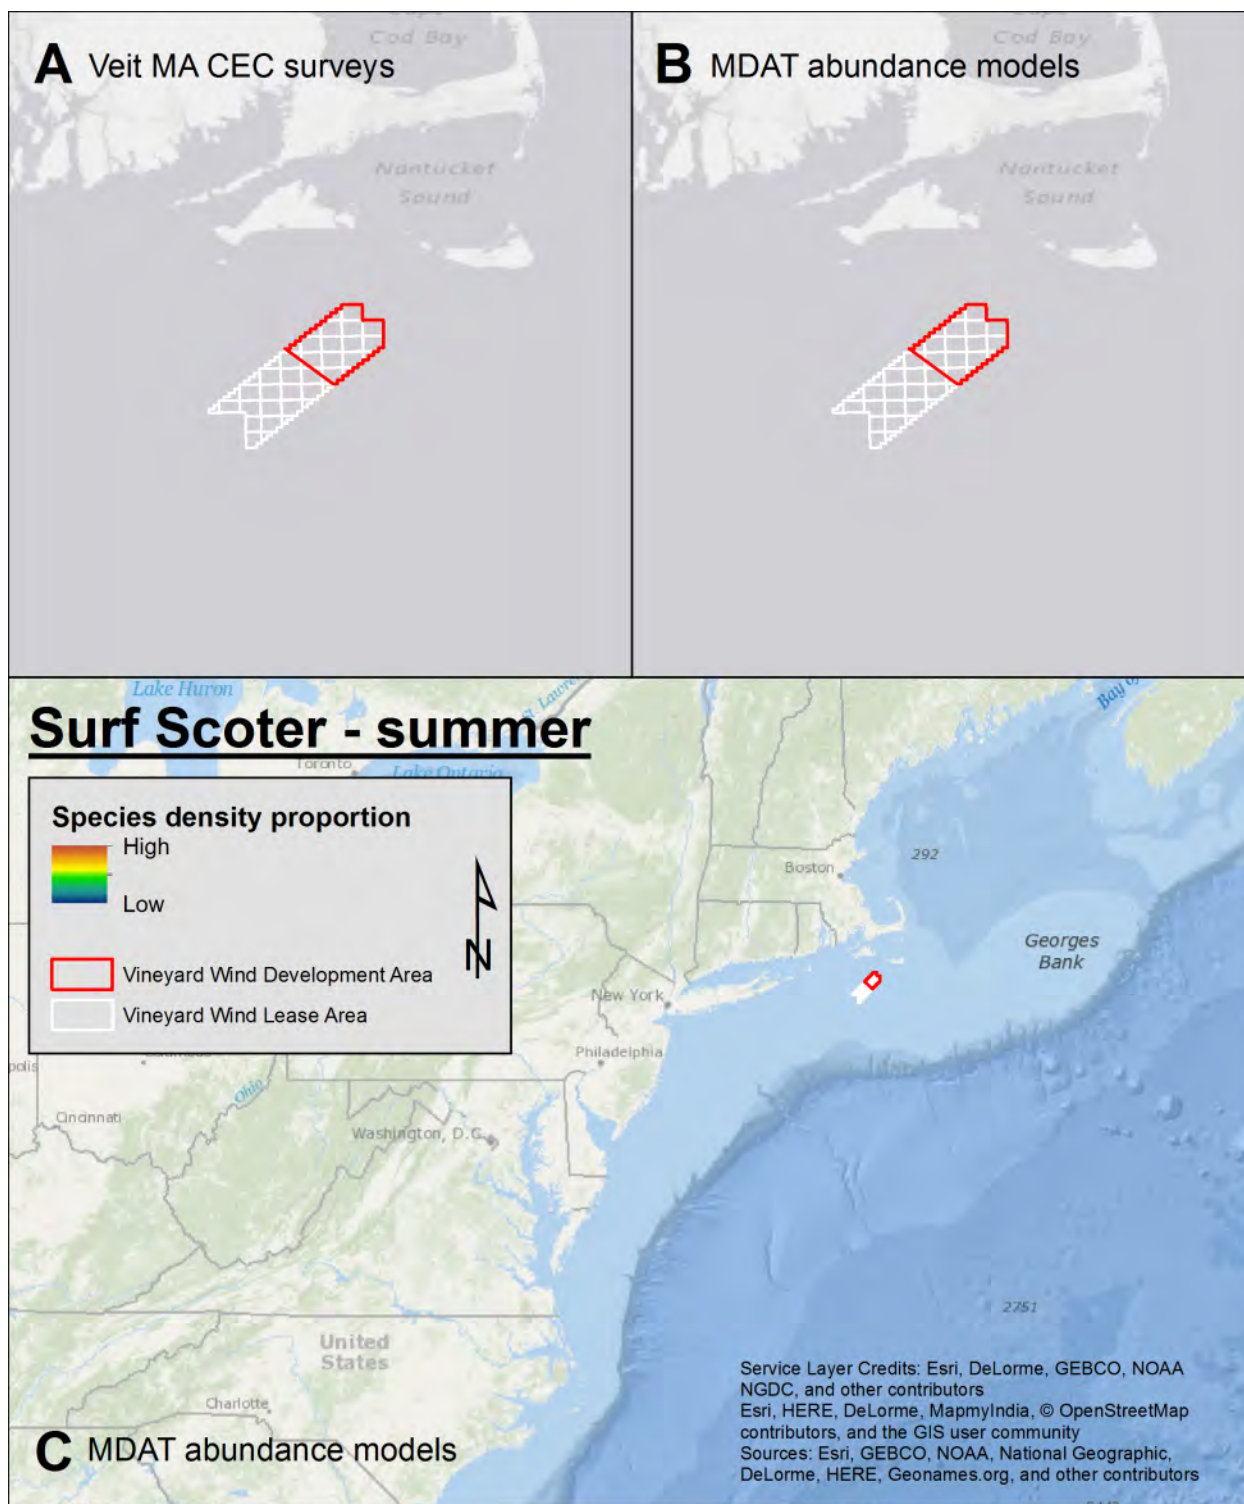 A Veit MA CEC surveys
Cod Bay
Nantucket
Sound
B MDAT abundance models
Cod Bay
Nantucket
Sound
Lake Huron
Surf Scoter - summer
Toronto
Lake Ontario
Species density proportion
High
Low
N
Vineyard Wind Development Area
Vineyard Wind Lease Area
Boston
292
Georges
Bank
New York
Philadelphia
Ohio
Cincinnati
Washington, D.C.
2751
United
States
Charlotte
C MDAT abundance models
Service Layer Credits: Esri, DeLorme, GEBCO, NOAA
NGDC, and other contributors
Esri, HERE, DeLorme, MapmyIndia, © OpenStreetMap
contributors, and the GIS user community
Sources: Esri, GEBCO, NOAA, National Geographic,
DeLorme, HERE, Geonames.org, and other contributors